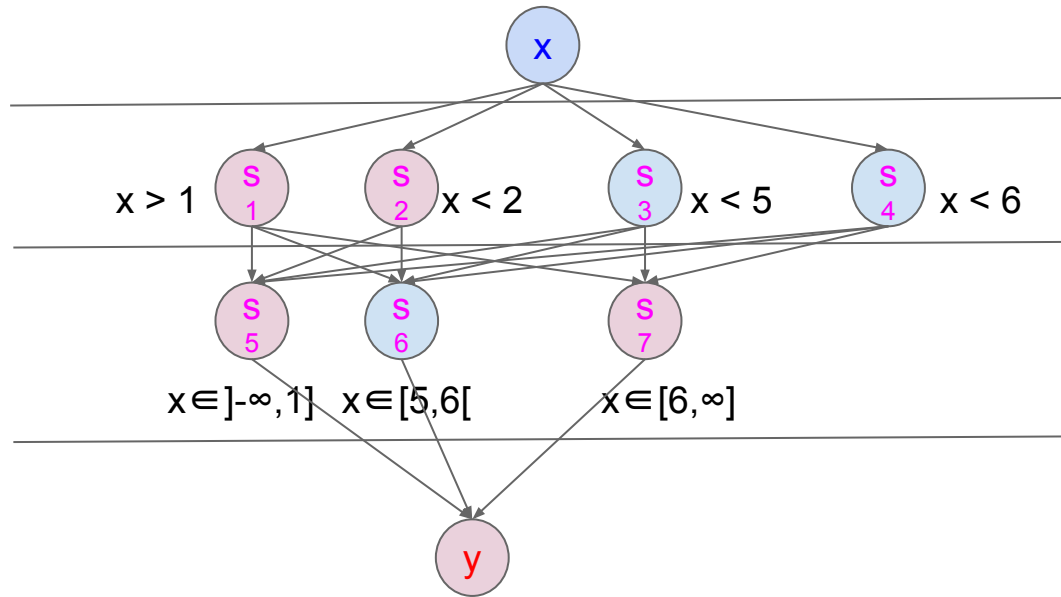 x
x > 1
s
1
s
2
x < 2
s
3
x < 5
s
4
x < 6
s
5
s
6
s
7
x∈]-∞,1]
x∈[5,6[
x∈[6,∞]
y